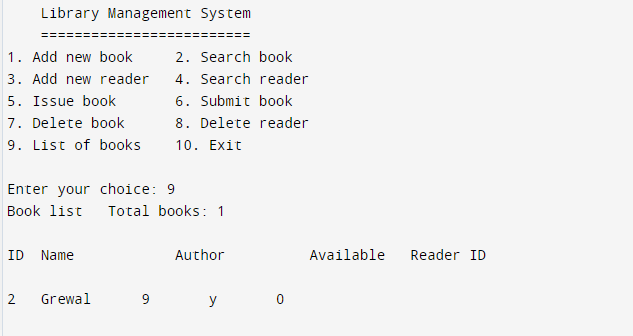 Library Management System
=========================
1. Add new book     2. Search book
3. Add new reader   4. Search reader
5. Issue book       6. Submit book
7. Delete book      8. Delete reader
9. List of books    10. Exit
Enter your choice: 9
Book list   Total books: 1
ID  Name            Author          Available   Reader ID
2   Grewal      9       y       0